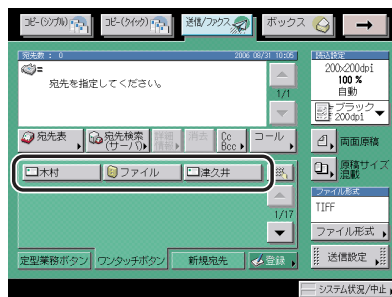 コピー(シンプル)
コピー(クイック)
送信/ファクス
ボックス
宛先数 : 0
2006 08/31 10:05
宛先を指定してください。
1/1
宛先表
宛先検索
(サーバ)
詳細
情報
消去
Cc
Bcc
コール
木村
ファイル
津久井
1/17
定型業務ボタン
ワンタッチボタン
新規宛先
登録
読込設定
200×200dpi
100 %
自動
ブラック
200dpi
両面原稿
原稿サイズ
混載
ファイル形式
TIFF
ファイル形式
送信設定
システム状況/中止